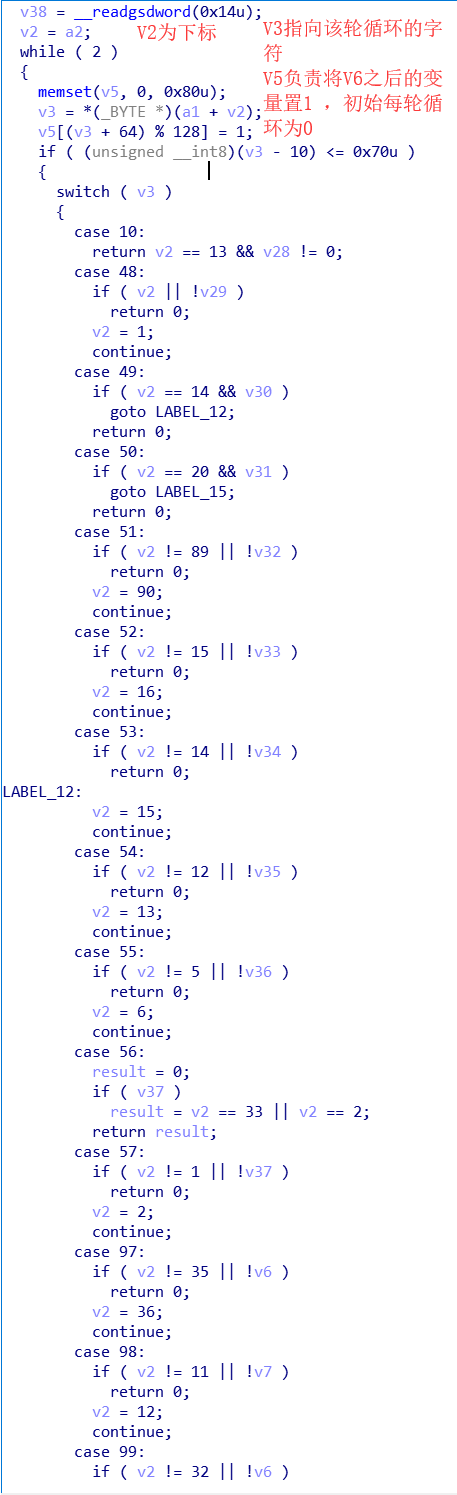 v38 = __readgsdword(0x14u);
v2 = a2;
V2为下标
V3指向该轮循环的字
符
V5负责将V6之后的变
量置1 ，初始每轮循
环为0
while ( 2 )
{
memset(v5, 0, 0x80u);
v3 = *(_BYTE *)(a1 + v2);
v5[(v3 + 64) % 128] = 1;
if ( (unsigned __int8)(v3 - 10) <= 0x70u )
{
switch ( v3 )
{
case 10:
return v2 == 13 && v28 != 0;
case 48:
if ( v2 || !v29 )
return 0;
v2 = 1;
continue;
case 49:
if ( v2 == 14 && v30 )
goto LABEL_12;
return 0;
case 50:
if ( v2 == 20 && v31 )
goto LABEL_15;
return 0;
case 51:
if ( v2 != 89 || !v32 )
return 0;
v2 = 90;
continue;
case 52:
if ( v2 != 15 || !v33 )
return 0;
v2 = 16;
continue;
case 53:
if ( v2 != 14 || !v34 )
return 0;
LABEL_12:
v2 = 15;
continue;
case 54:
if ( v2 != 12 || !v35 )
return 0;
v2 = 13;
continue;
case 55:
if ( v2 != 5 || !v36 )
return 0;
v2 = 6;
continue;
case 56:
result = 0;
if ( v37 )
result = v2 == 33 || v2 == 2;
return result;
case 57:
if ( v2 != 1 || !v37 )
return 0;
v2 = 2;
continue;
case 97:
if ( v2 != 35 || !v6 )
return 0;
v2 = 36;
continue;
case 98:
if ( v2 != 11 || !v7 )
return 0;
v2 = 12;
continue;
case 99:
if ( v2 != 32 || !v6 )